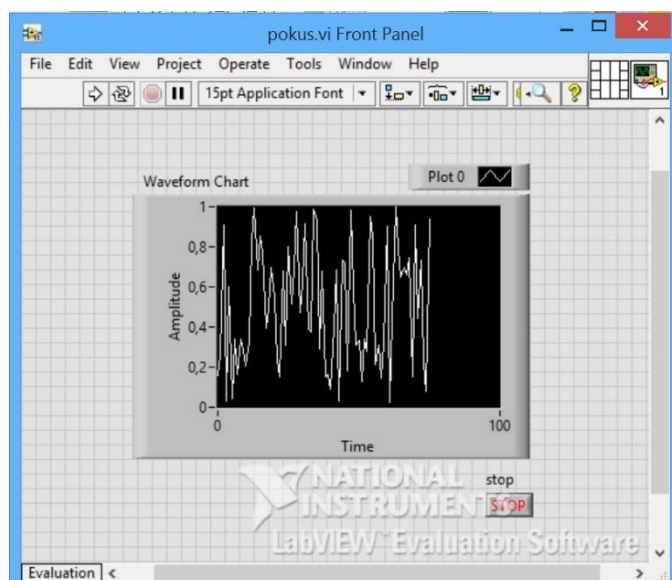 pokus.vi Front Panel
File Edit View Project Operate Tools Window Help
15pt Application Font
1
Waveform Chart
Plot 0
Amplitude
1
0,8
0,6
0,4
0,2
0
0
100
Time
NATIONAL
INSTRUMENTS
LabVIEW™ Evaluation Software
stop
STOP
Evaluation